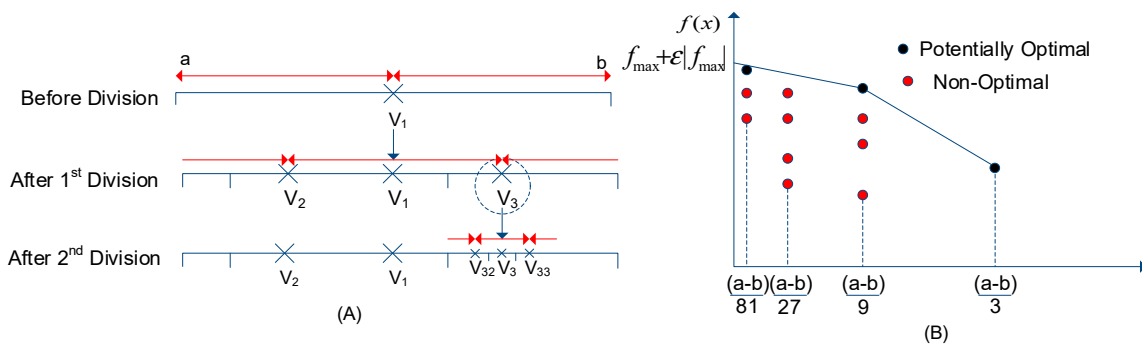 a
b
Before Division
V1
After 1st Division
V2
V1
V3
After 2nd Division
V2
V1
V32
V3
V33
(A)
f(x)
fmax+ε|fmax|
Potentially Optimal
Non-Optimal
(a-b)
81
(a-b)
27
(a-b)
9
(a-b)
3
(B)